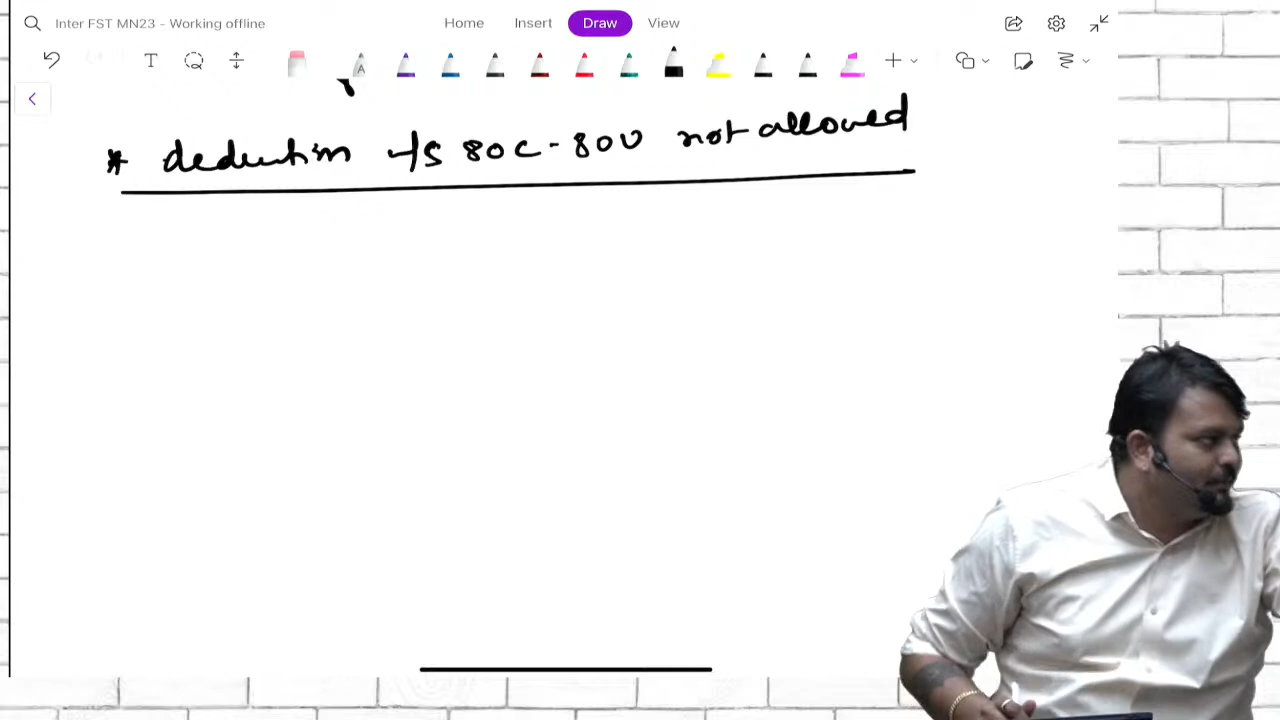 Inter FST MN23 - Working offline
Home Insert Draw View
T
A
* deduction u/s 80C - 80U not allowed